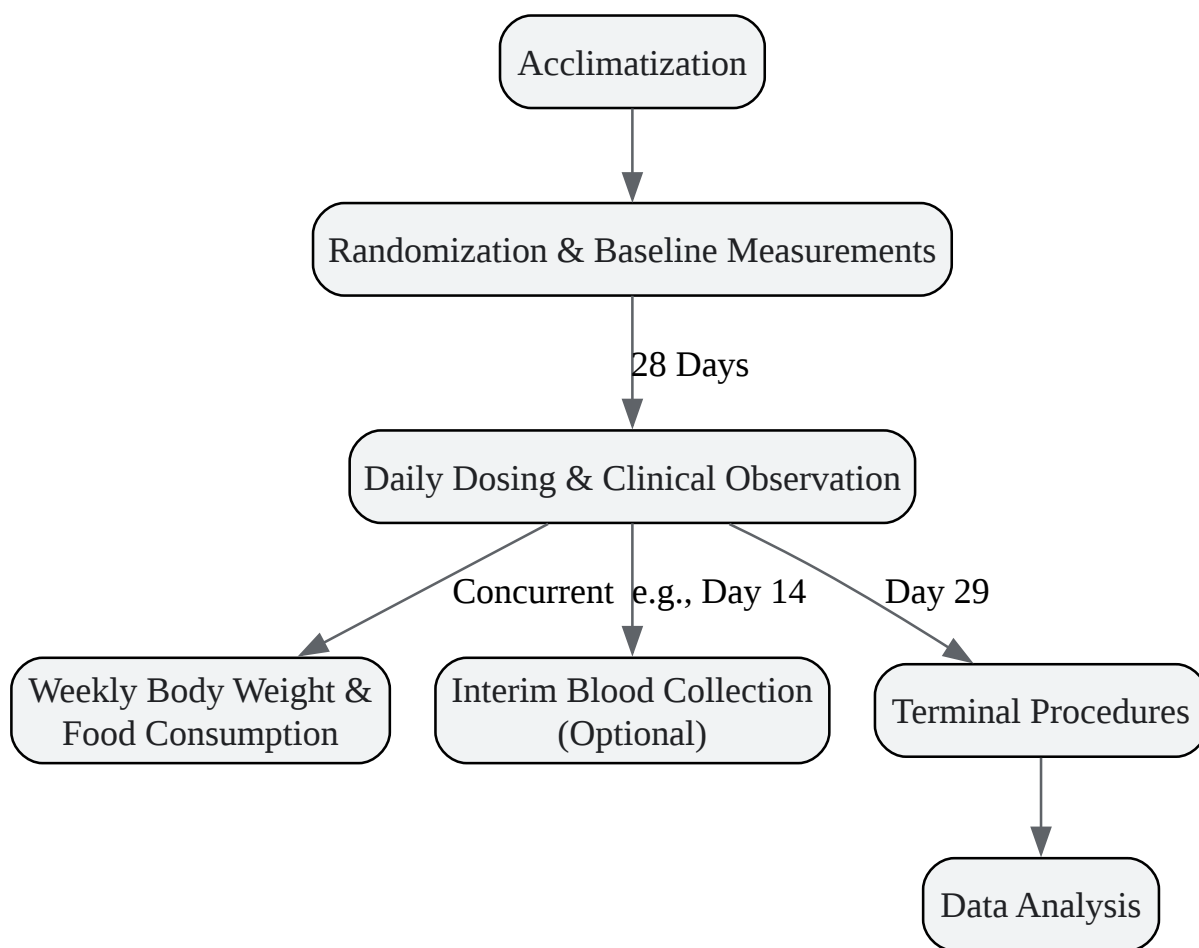 Acclimatization
Randomization & Baseline Measurements
28 Days
Daily Dosing & Clinical Observation
Concurrent
e.g., Day 14
Day 29
Weekly Body Weight &
Food Consumption
Interim Blood Collection
(Optional)
Terminal Procedures
Data Analysis